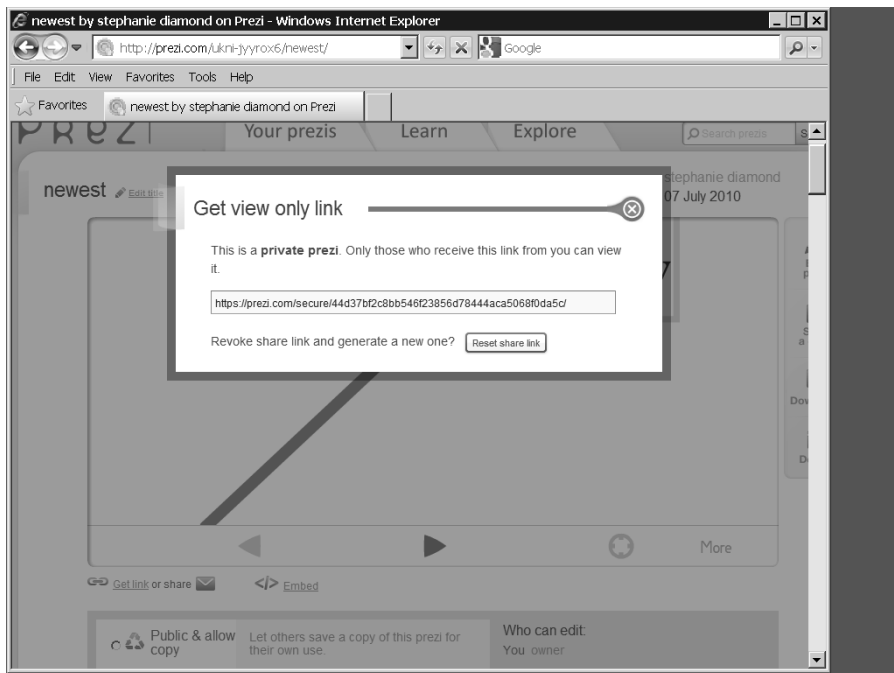 newest by stephanie diamond on Prezi - Windows Internet Explorer
http://prezi.com/ukni-jyyrox6/newest/
Google
File Edit View Favorites Tools Help
Favorites
newest by stephanie diamond on Prezi
PREZI
Your prezis Learn Explore
Search prezis
S
newest
Edit title
stephanie diamond
07 July 2010
Get view only link
This is a private prezi. Only those who receive this link from you can view
it.
https://prezi.com/secure/44d37bf2c8bb546f23856d78444aca5068f0da5c/
Revoke share link and generate a new one? Reset share link
Dow
D
More
Get link or share
</> Embed
Public & allow
copy
Let others save a copy of this prezi for
their own use.
Who can edit:
You owner